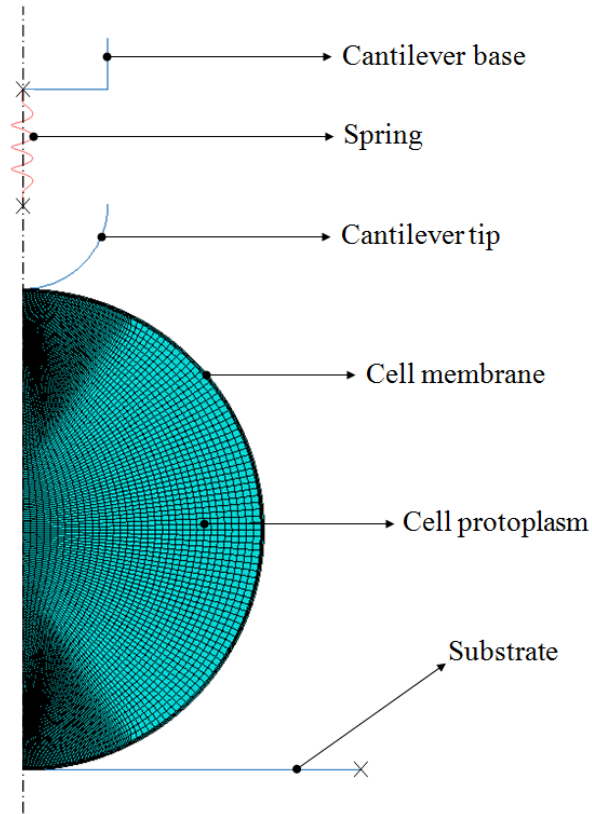 Cantilever base
Spring
Cantilever tip
Cell membrane
Cell protoplasm
Substrate